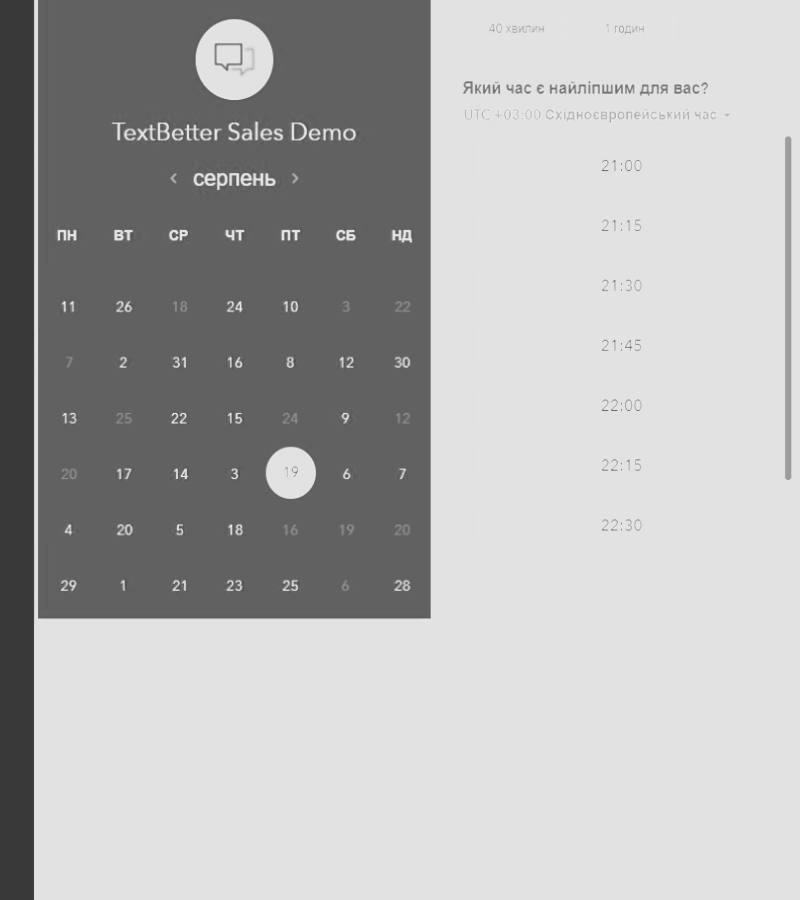 TextBetter Sales Demo
серпень
ПН ВТ СР ЧТ ПТ СБ НД
11 26 18 24 10 3 22
7 2 31 16 8 12 30
13 25 22 15 24 9 12
20 17 14 3 19 6 7
4 20 5 18 16 19 20
29 1 21 23 25 6 28
40 хвилин 1 годин
Який час є найліпшим для вас?
UTC +03:00 Східноєвропейський час
21:00
21:15
21:30
21:45
22:00
22:15
22:30